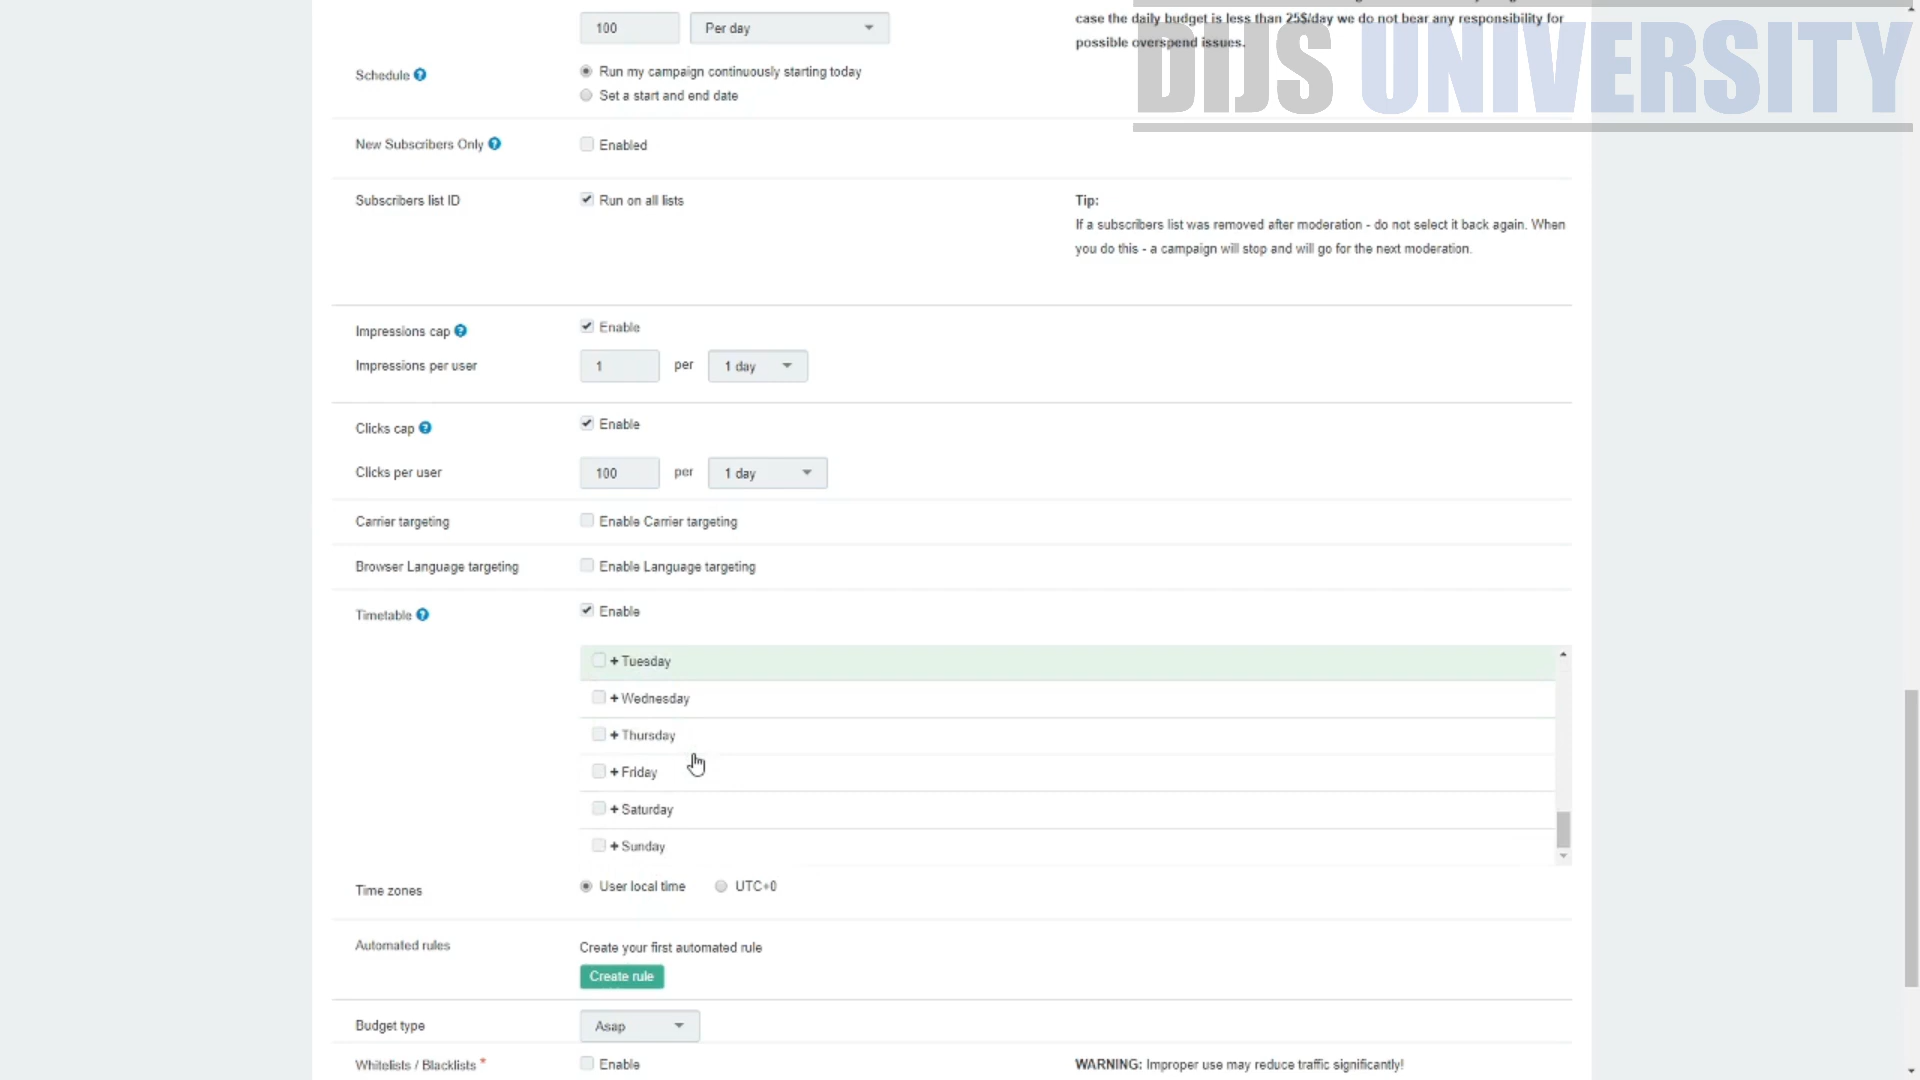 case the daily budget is less than 25$/day we do not bear any responsibility for
100 Per day
possible overspend issues.
DIJS UNIVERSITY
Schedule Run my campaign continuously starting today
Set a start and end date
New Subscribers Only Enabled
Subscribers list ID Run on all lists Tip:
If a subscribers list was removed after moderation - do not select it back again. When
you do this - a campaign will stop and will go for the next moderation.
Impressions cap Enable
Impressions per user 1 per 1 day
Clicks cap Enable
Clicks per user 100 per 1 day
Carrier targeting Enable Carrier targeting
Browser Language targeting Enable Language targeting
Timetable Enable
+ Tuesday
+ Wednesday
+ Thursday
+ Friday
+ Saturday
+ Sunday
Time zones User local time UTC+0
Automated rules Create your first automated rule
Create rule
Budget type Asap
Whitelists / Blacklists * Enable WARNING: Improper use may reduce traffic significantly!